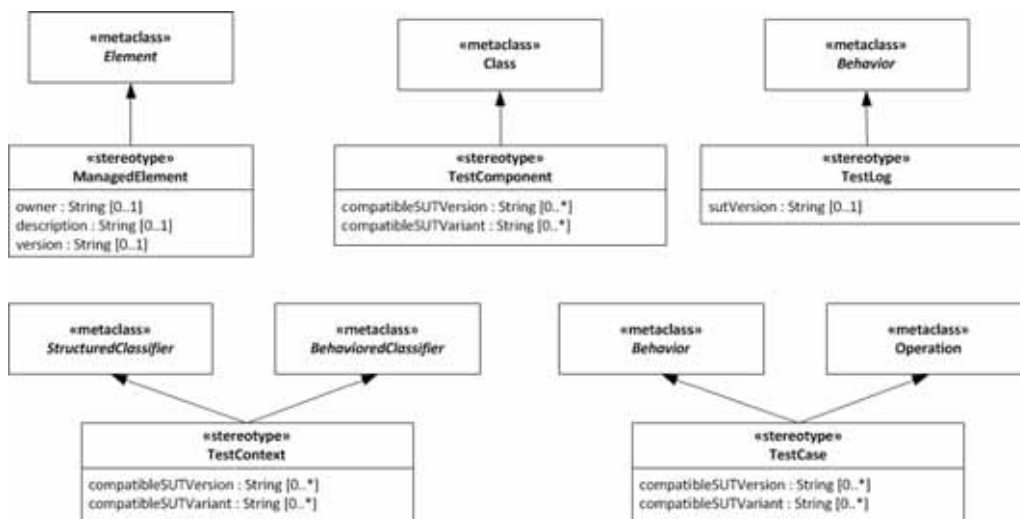 «metaclass»
Element
«metaclass»
Class
«metaclass»
Behavior
«stereotype»
ManagedElement
owner : String [0..1]
description : String [0..1]
version : String [0..1]
«stereotype»
TestComponent
compatibleSUTVersion : String [0..*]
compatibleSUTVariant : String [0..*]
«stereotype»
TestLog
sutVersion : String [0..1]
«metaclass»
StructuredClassifier
«metaclass»
BehavioredClassifier
«metaclass»
Behavior
«metaclass»
Operation
«stereotype»
TestContext
compatibleSUTVersion : String [0..*]
compatibleSUTVariant : String [0..*]
«stereotype»
TestCase
compatibleSUTVersion : String [0..*]
compatibleSUTVariant : String [0..*]